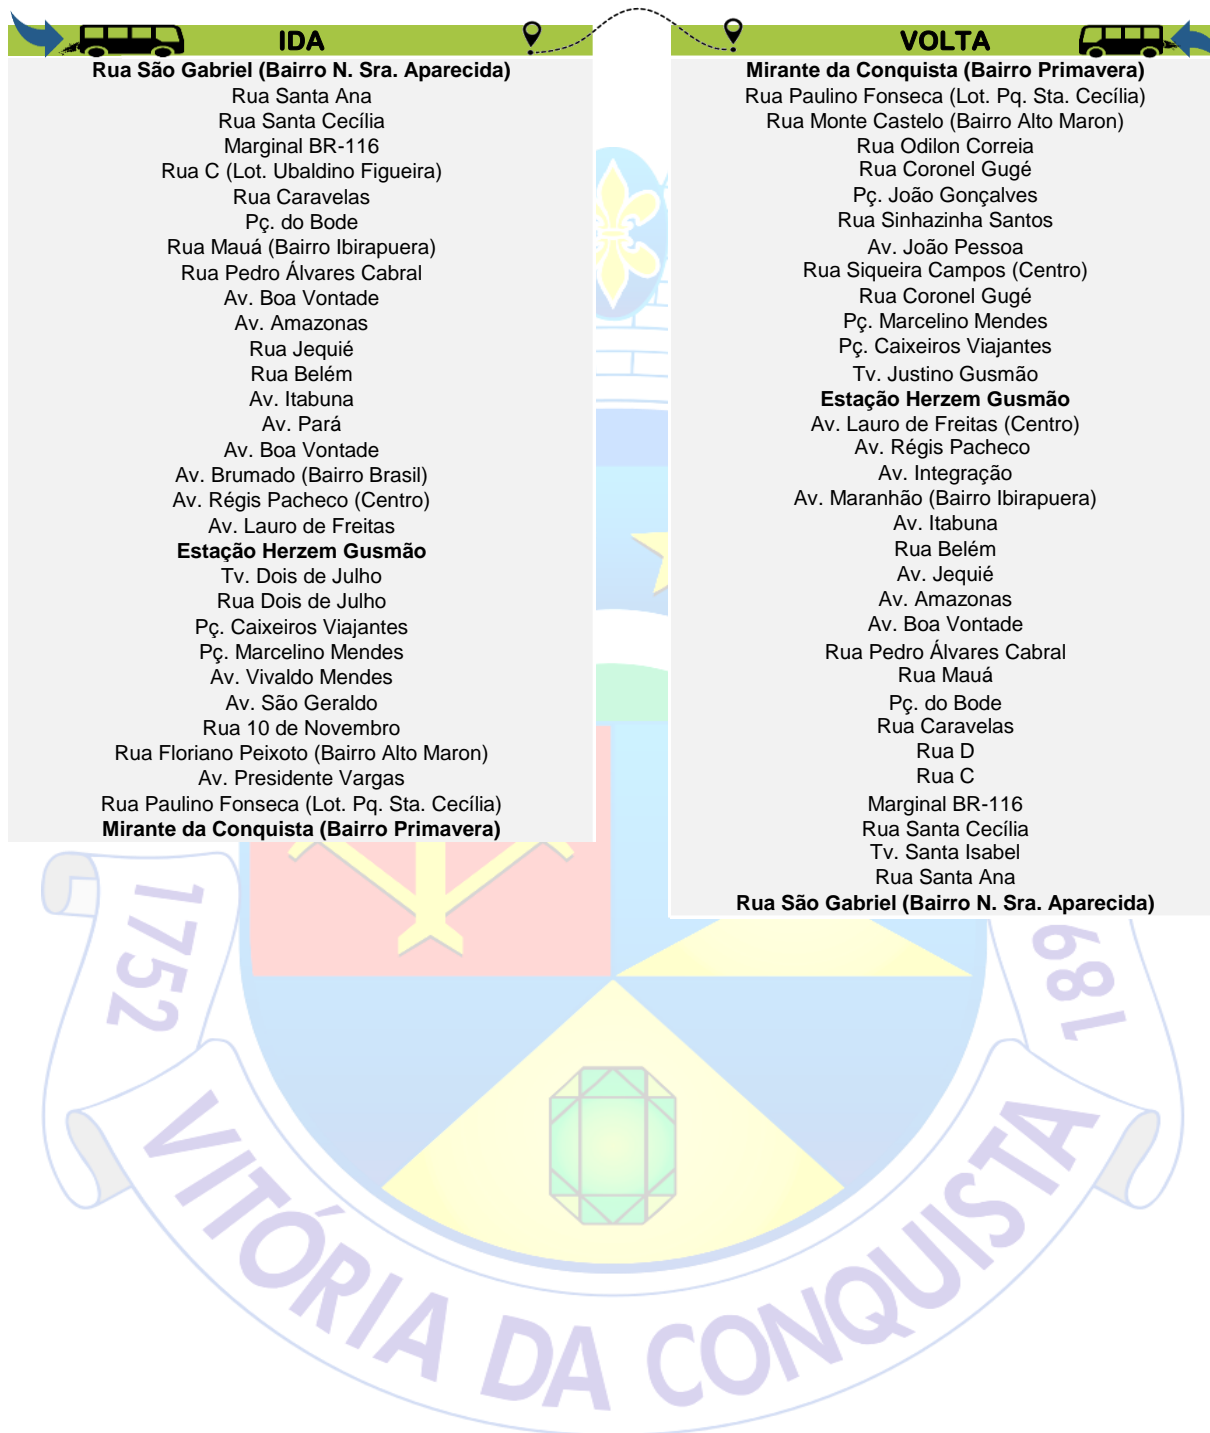 IDA
Rua São Gabriel (Bairro N. Sra. Aparecida)
Rua Santa Ana
Rua Santa Cecília
Marginal BR-116
Rua C (Lot. Ubaldino Figueira)
Rua Caravelas
Pç. do Bode
Rua Mauá (Bairro Ibirapuera)
Rua Pedro Álvares Cabral
Av. Boa Vontade
Av. Amazonas
Rua Jequié
Rua Belém
Av. Itabuna
Av. Pará
Av. Boa Vontade
Av. Brumado (Bairro Brasil)
Av. Régis Pacheco (Centro)
Av. Lauro de Freitas
Estação Herzem Gusmão
Tv. Dois de Julho
Rua Dois de Julho
Pç. Caixeiros Viajantes
Pç. Marcelino Mendes
Av. Vivaldo Mendes
Av. São Geraldo
Rua 10 de Novembro
Rua Floriano Peixoto (Bairro Alto Maron)
Av. Presidente Vargas
Rua Paulino Fonseca (Lot. Pq. Sta. Cecília)
Mirante da Conquista (Bairro Primavera)
VOLTA
Mirante da Conquista (Bairro Primavera)
Rua Paulino Fonseca (Lot. Pq. Sta. Cecília)
Rua Monte Castelo (Bairro Alto Maron)
Rua Odilon Correia
Rua Coronel Gugé
Pç. João Gonçalves
Rua Sinhazinha Santos
Av. João Pessoa
Rua Siqueira Campos (Centro)
Rua Coronel Gugé
Pç. Marcelino Mendes
Pç. Caixeiros Viajantes
Tv. Justino Gusmão
Estação Herzem Gusmão
Av. Lauro de Freitas (Centro)
Av. Régis Pacheco
Av. Integração
Av. Maranhão (Bairro Ibirapuera)
Av. Itabuna
Rua Belém
Av. Jequié
Av. Amazonas
Av. Boa Vontade
Rua Pedro Álvares Cabral
Rua Mauá
Pç. do Bode
Rua Caravelas
Rua D
Rua C
Marginal BR-116
Rua Santa Cecília
Tv. Santa Isabel
Rua Santa Ana
Rua São Gabriel (Bairro N. Sra. Aparecida)
1752
VITÓRIA DA CONQUISTA
189